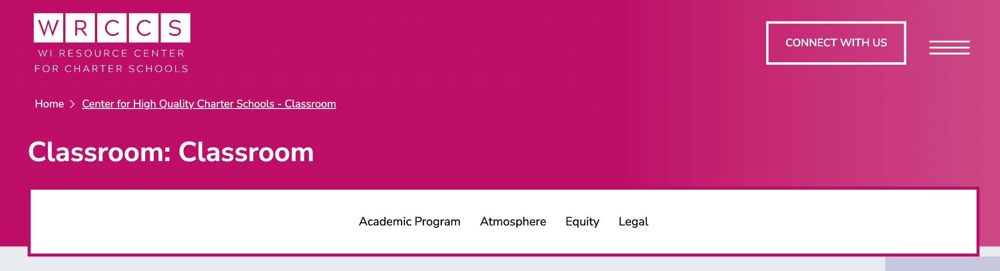 WRCCS
WI RESOURCE CENTER
FOR CHARTER SCHOOLS
CONNECT WITH US
Home > Center for High Quality Charter Schools - Classroom
Classroom: Classroom
Academic Program Atmosphere Equity Legal